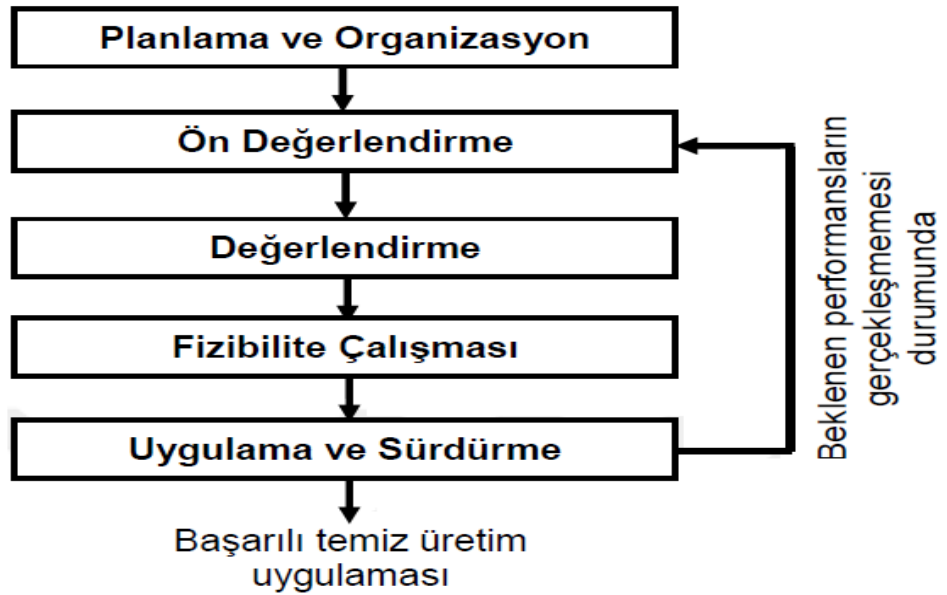 Planlama ve Organizasyon
Ön Değerlendirme
Değerlendirme
Fizibilite Çalışması
Uygulama ve Sürdürme
Başarılı temiz üretim
uygulaması
Beklenen performansların
gerçekleşmemesi
durumunda